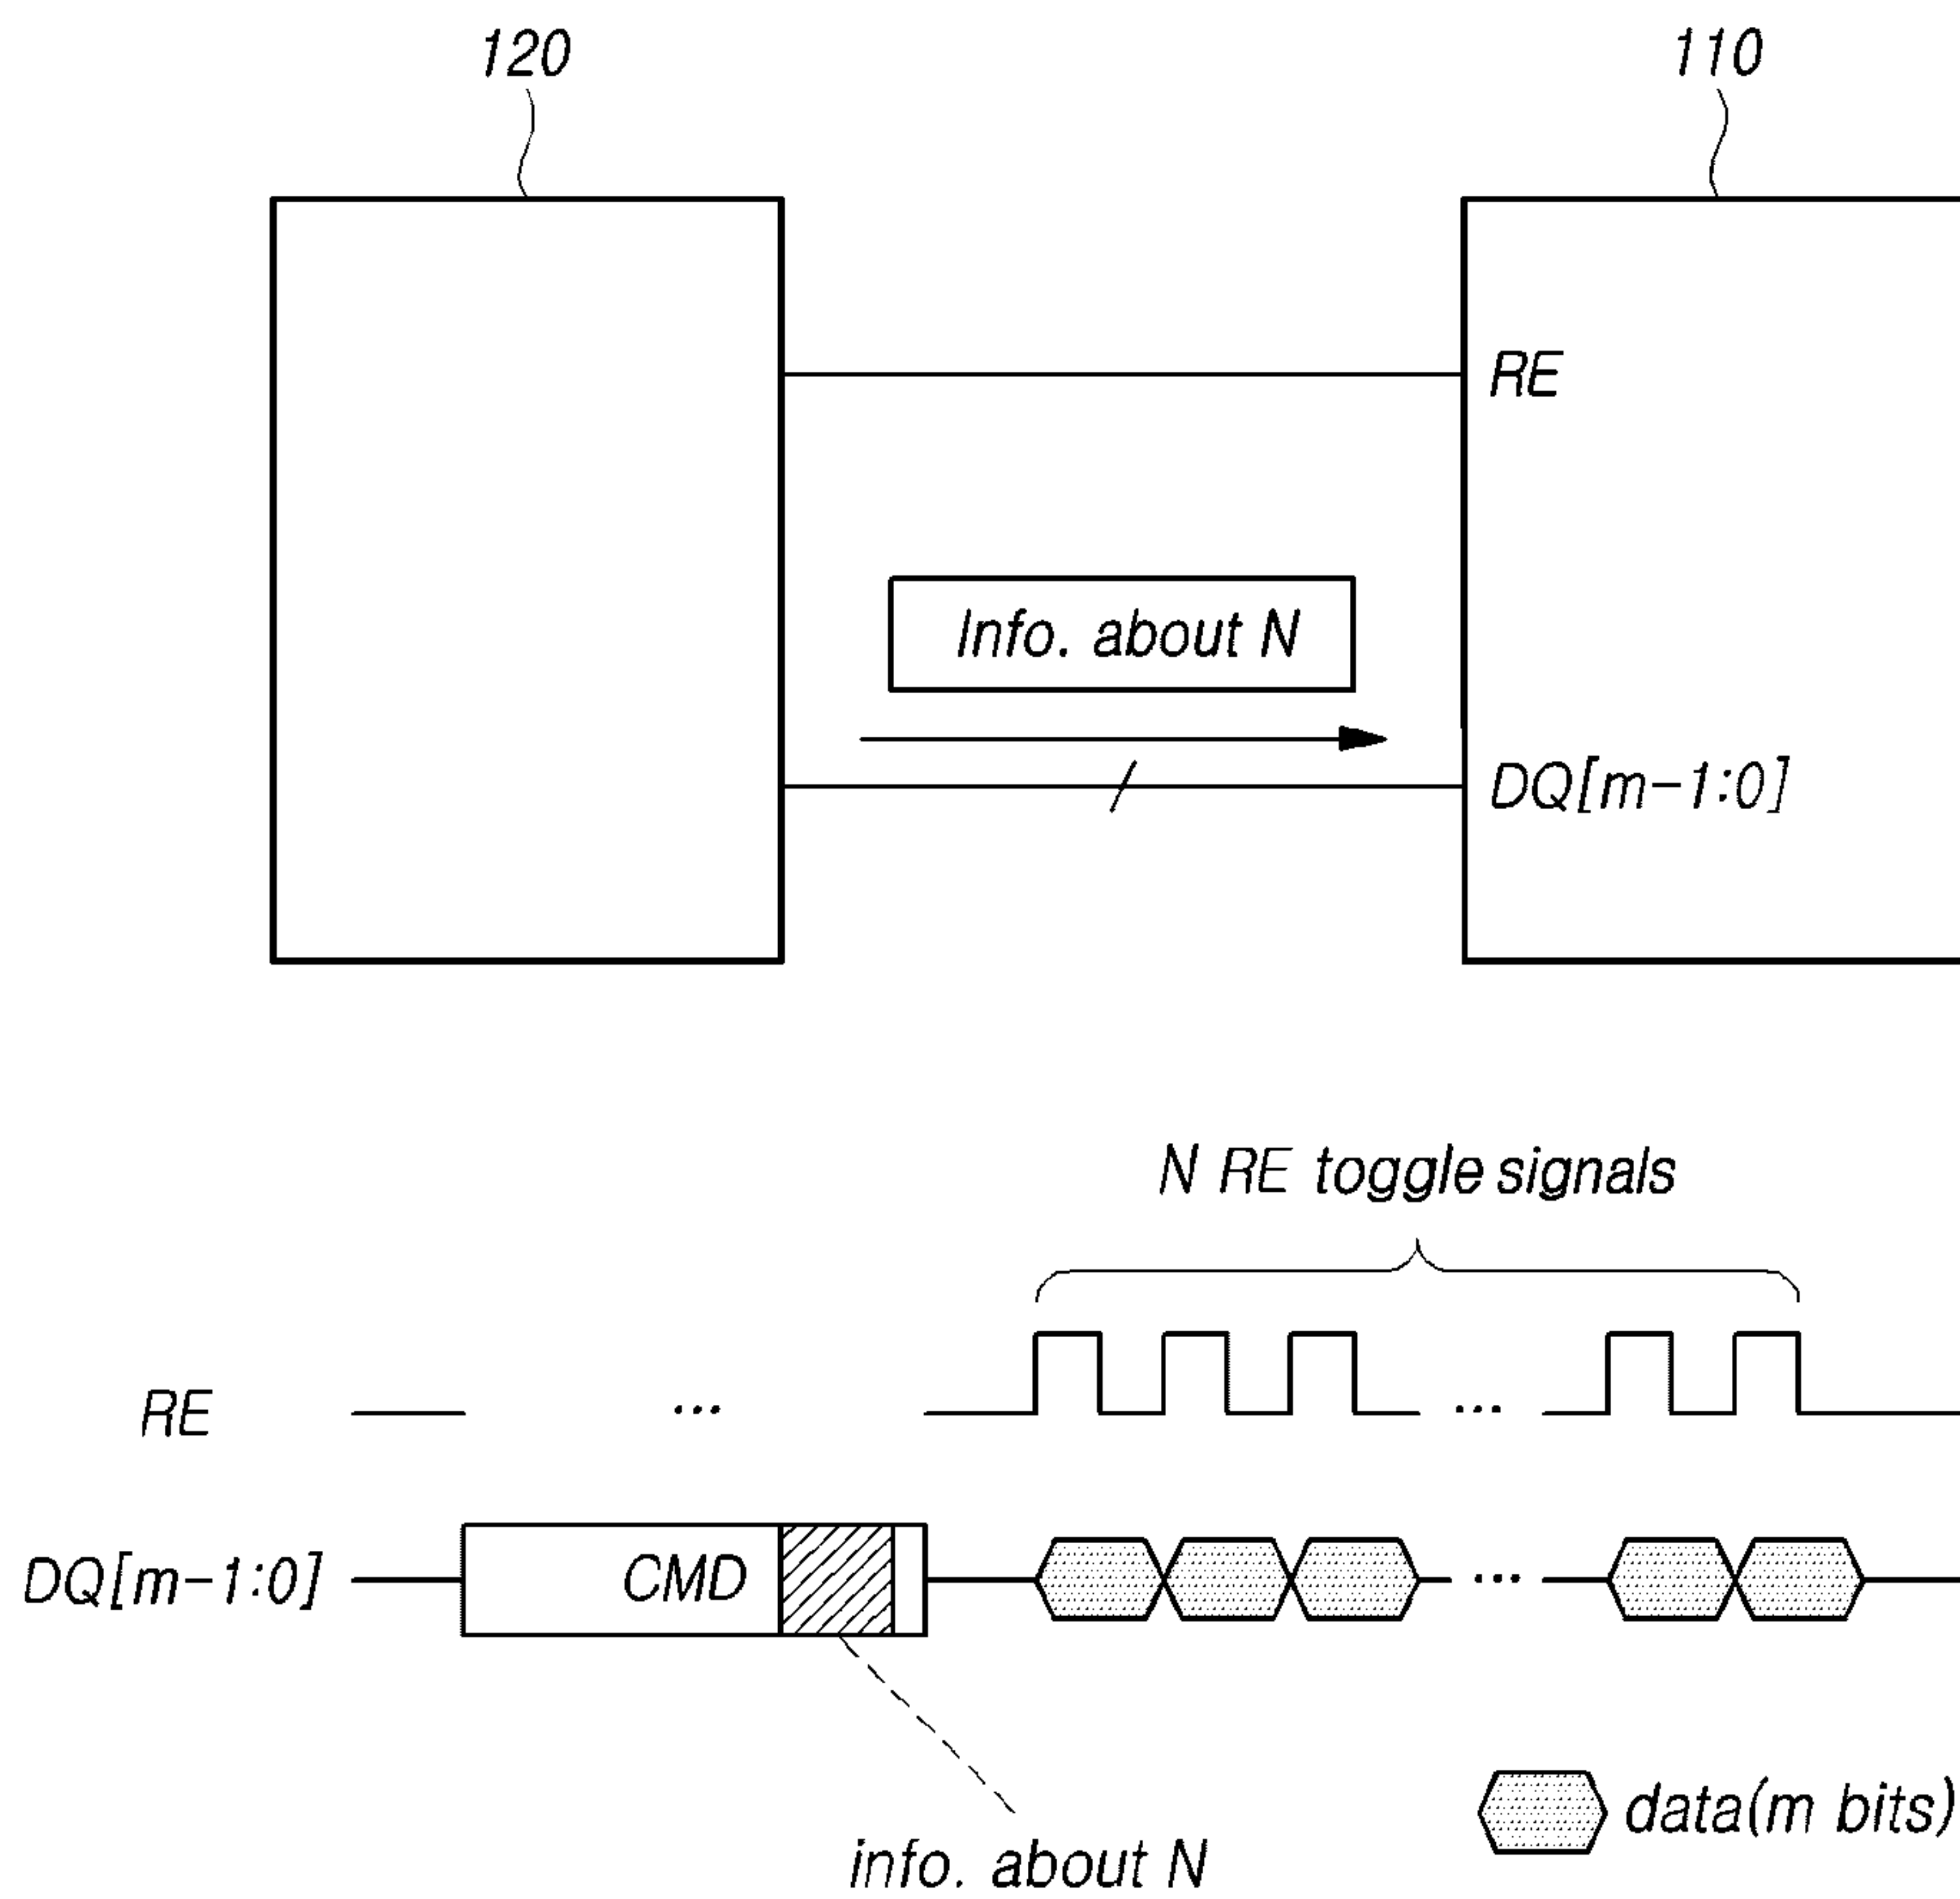 120
110
RE
Info. about N
DQ[m-1:0]
N RE toggle signals
RE
...
...
DQ[m-1:0]
CMD
...
data(m bits)
info. about N